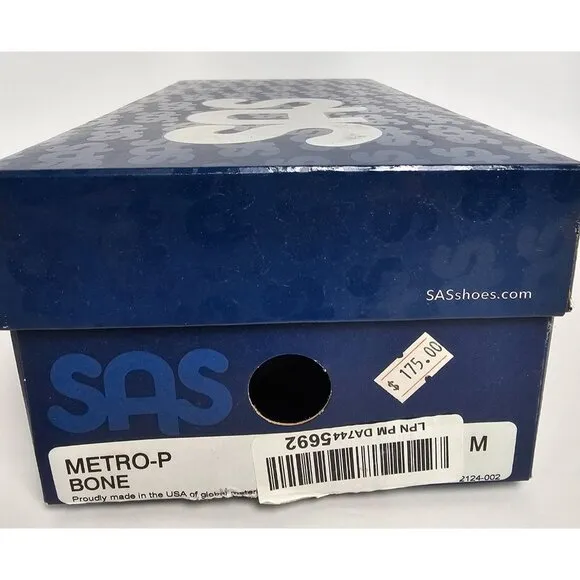 SAS
SASshoes.com
SAS
$ 175.00
LPN PM DA7445692
METRO-P
M
BONE
Proudly made in the USA of global
2124-002